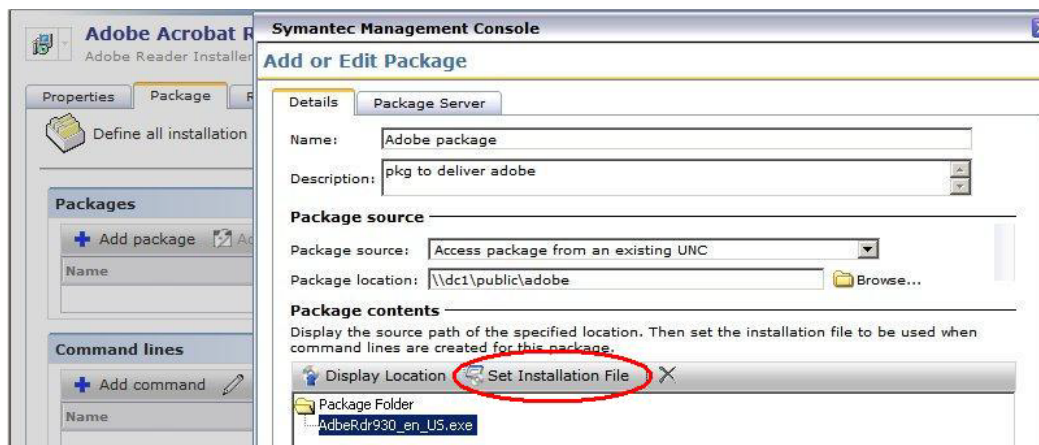 Adobe Acrobat R
Adobe Reader Installer
Properties
Package
R
Define all installation
Packages
Add package
Ad
Name
Command lines
Add command
Name
Symantec Management Console
Add or Edit Package
Details
Package Server
Name:
Adobe package
Description:
pkg to deliver adobe
Package source
Package source:
Access package from an existing UNC
Package location:
\\dc1\public\adobe
Browse...
Package contents
Display the source path of the specified location. Then set the installation file to be used when
command lines are created for this package.
Display Location
Set Installation File
Package Folder
AdbeRdr930_en_US.exe